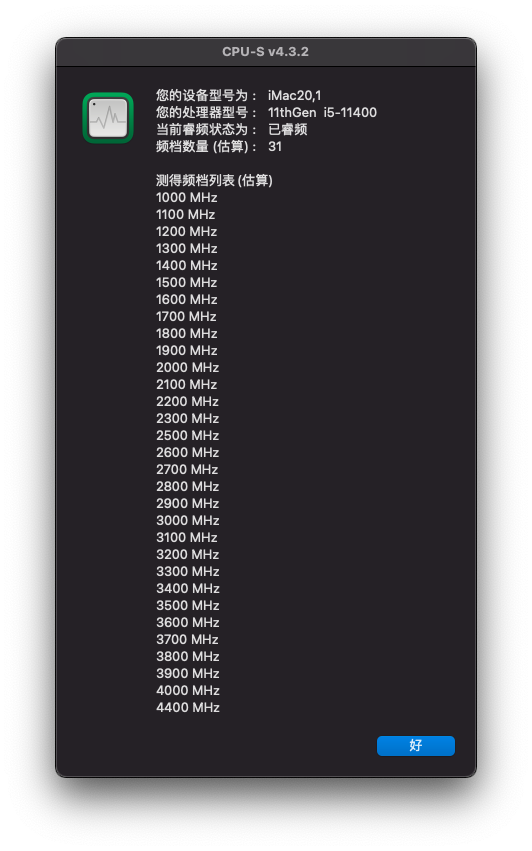 CPU-S v4.3.2
您的设备型号为： iMac20,1
您的处理器型号： 11thGen i5-11400
当前睿频状态为： 已睿频
频档数量 (估算)： 31
测得频档列表 (估算)
1000 MHz
1100 MHz
1200 MHz
1300 MHz
1400 MHz
1500 MHz
1600 MHz
1700 MHz
1800 MHz
1900 MHz
2000 MHz
2100 MHz
2200 MHz
2300 MHz
2500 MHz
2600 MHz
2700 MHz
2800 MHz
2900 MHz
3000 MHz
3100 MHz
3200 MHz
3300 MHz
3400 MHz
3500 MHz
3600 MHz
3700 MHz
3800 MHz
3900 MHz
4000 MHz
4400 MHz
好